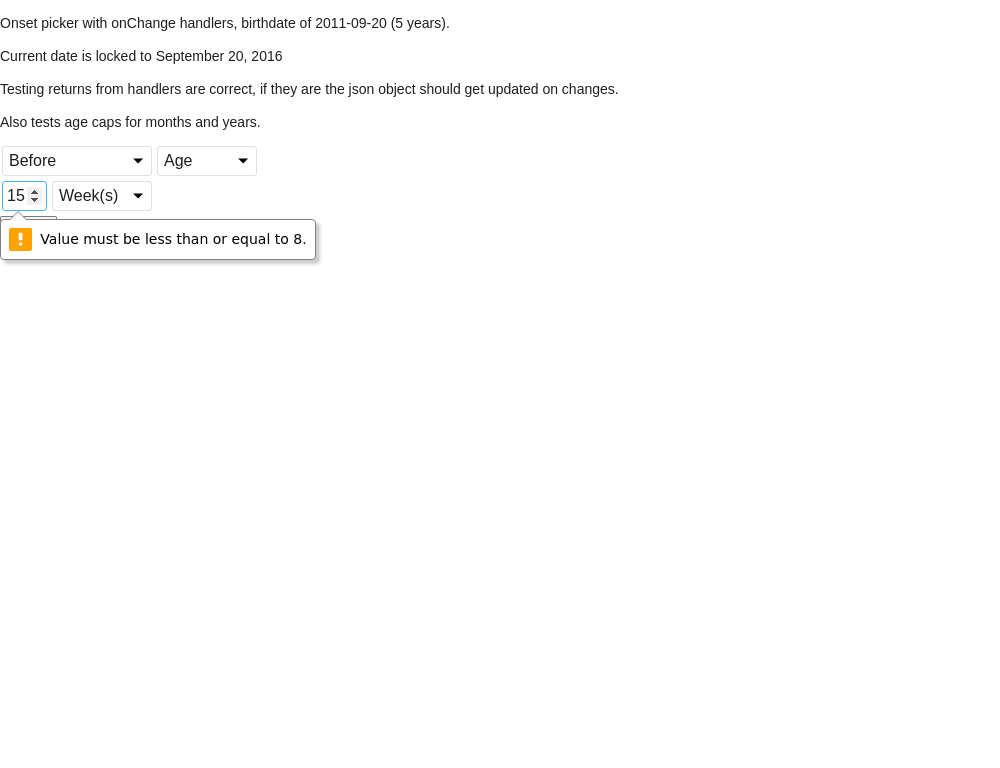 Onset picker with onChange handlers, birthdate of 2011-09-20 (5 years).
Current date is locked to September 20, 2016
Testing returns from handlers are correct, if they are the json object should get updated on changes.
Also tests age caps for months and years.
Before Age
15 Week(s)
Value must be less than or equal to 8.